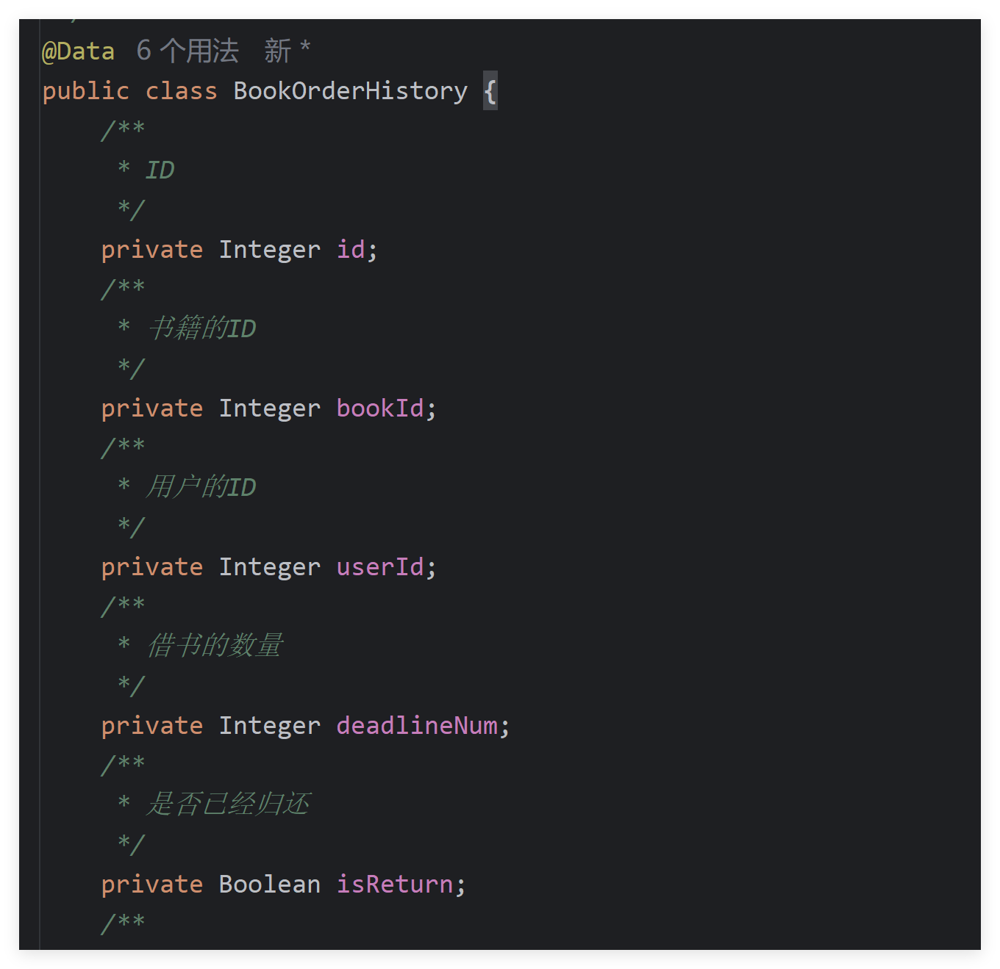 @Data 6 个用法 新 *
public class BookOrderHistory {
/**
* ID
*/
private Integer id;
/**
* 书籍的ID
*/
private Integer bookId;
/**
* 用户的ID
*/
private Integer userId;
/**
* 借书的数量
*/
private Integer deadlineNum;
/**
* 是否已经归还
*/
private Boolean isReturn;
/**